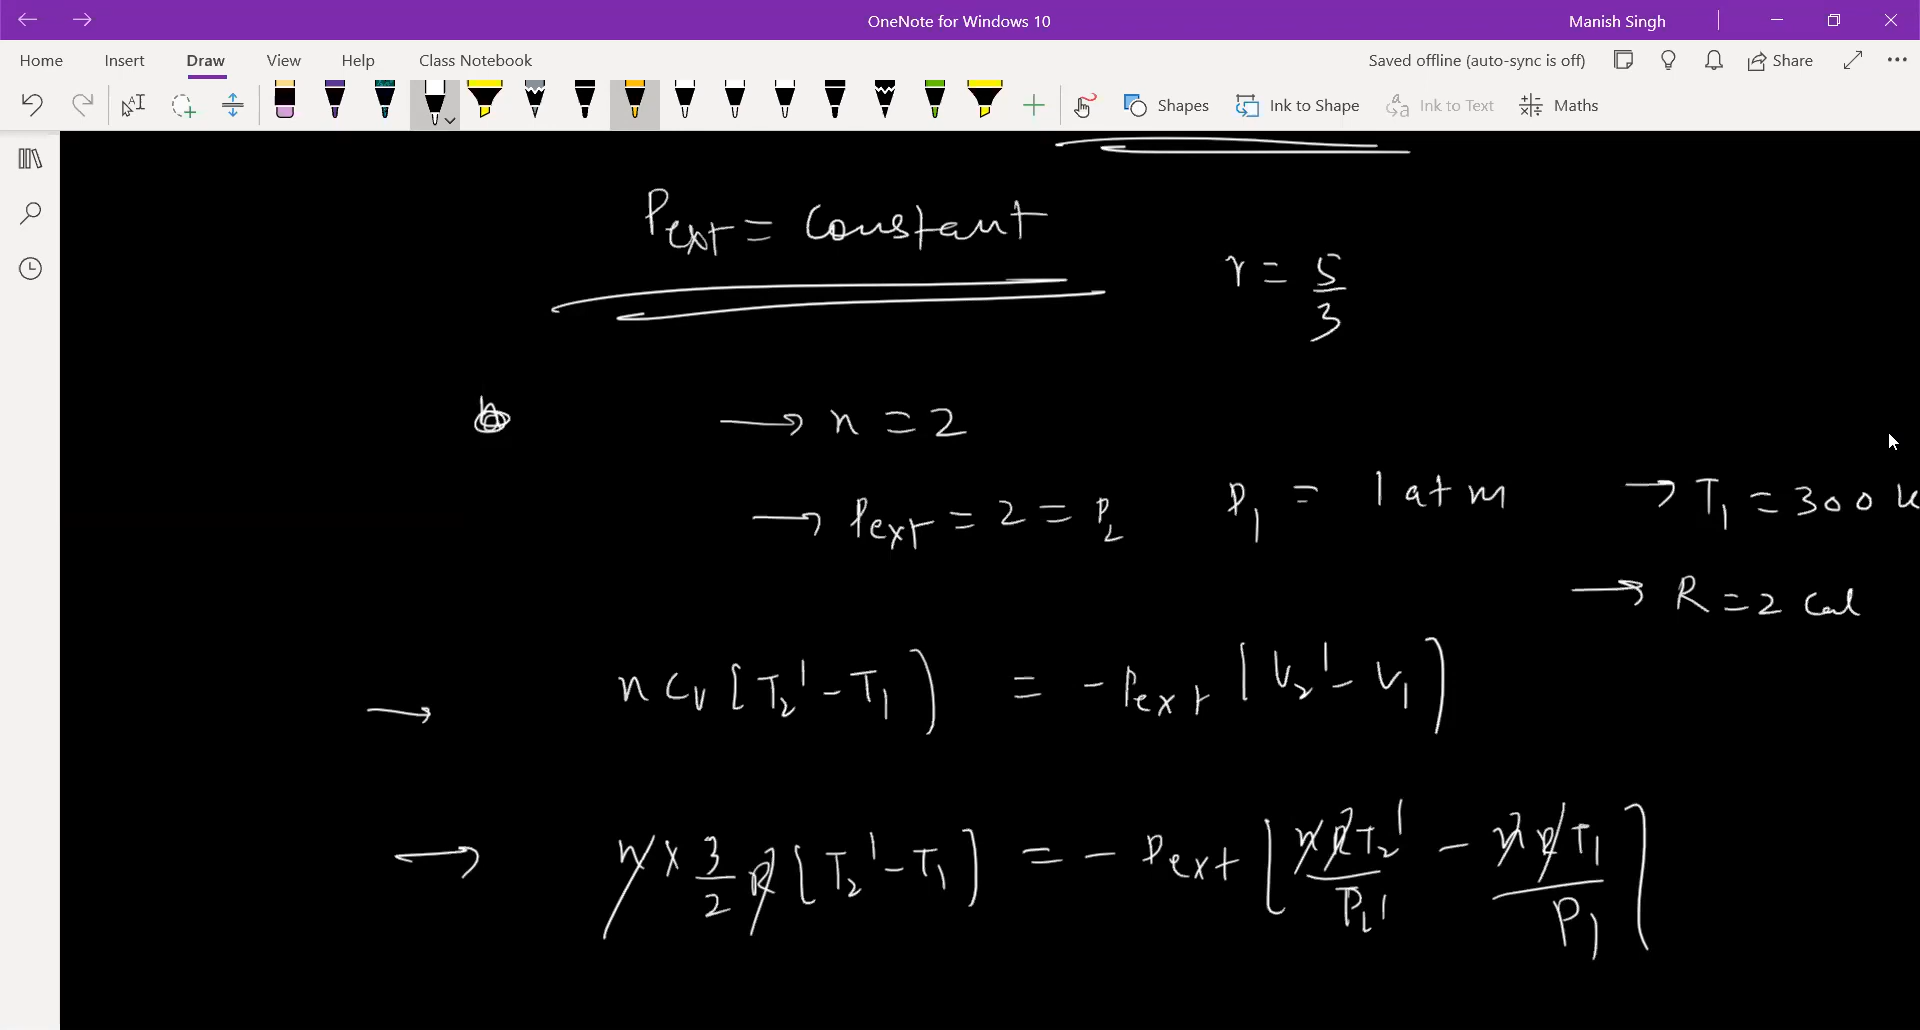 OneNote for Windows 10
Manish Singh
Home Insert Draw View Help Class Notebook
Saved offline (auto-sync is off) Share
Shapes Ink to Shape Ink to Text Maths
Pext = Constant
γ = 5/3
→ n = 2
→ Pext = 2 = P₂ P₁ = 1 atm → T₁ = 300 K
→ R = 2 Cal
→ n Cv [T₂' - T₁] = - Pext [V₂' - V₁]
→ n × 3/2 R [T₂' - T₁] = - Pext [nRT₂'/P₂' - nRT₁/P₁]